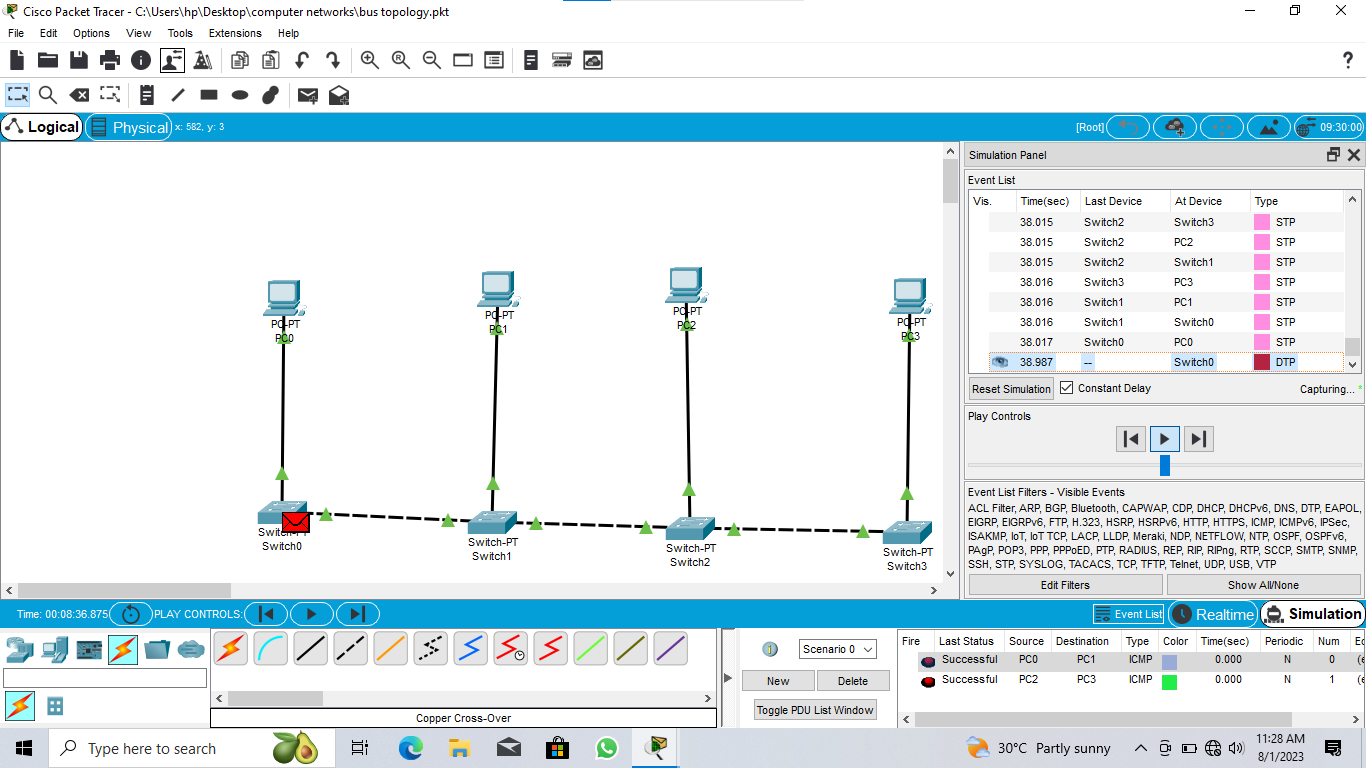 Cisco Packet Tracer - C:\Users\hp\Desktop\computer networks\bus topology.pkt
File Edit Options View Tools Extensions Help
?
Logical Physical x: 582, y: 3 [Root] 09:30:00
Simulation Panel
Event List
Vis. Time(sec) Last Device At Device Type
38.015 Switch2 Switch3 STP
38.015 Switch2 PC2 STP
38.015 Switch2 Switch1 STP
38.016 Switch3 PC3 STP
38.016 Switch1 PC1 STP
38.016 Switch1 Switch0 STP
38.017 Switch0 PC0 STP
38.987 -- Switch0 DTP
Reset Simulation Constant Delay Capturing... *
Play Controls
Event List Filters - Visible Events
ACL Filter, ARP, BGP, Bluetooth, CAPWAP, CDP, DHCP, DHCPv6, DNS, DTP, EAPOL,
EIGRP, EIGRPv6, FTP, H.323, HSRP, HSRPv6, HTTP, HTTPS, ICMP, ICMPv6, IPSec,
ISAKMP, IoT, IoT TCP, LACP, LLDP, Meraki, NDP, NETFLOW, NTP, OSPF, OSPFv6,
PAgP, POP3, PPP, PPPoED, PTP, RADIUS, REP, RIP, RIPng, RTP, SCCP, SMTP, SNMP,
SSH, STP, SYSLOG, TACACS, TCP, TFTP, Telnet, UDP, USB, VTP
Edit Filters Show All/None
PC-PT
PC0
PC-PT
PC1
PC-PT
PC2
PC-PT
PC3
Switch-PT
Switch0
Switch-PT
Switch1
Switch-PT
Switch2
Switch-PT
Switch3
Time: 00:08:36.875 PLAY CONTROLS: Event List Realtime Simulation
Copper Cross-Over
Scenario 0
New Delete
Toggle PDU List Window
Fire Last Status Source Destination Type Color Time(sec) Periodic Num
Successful PC0 PC1 ICMP 0.000 N 0 (e
Successful PC2 PC3 ICMP 0.000 N 1 (e
Type here to search
30°C Partly sunny
11:28 AM
8/1/2023